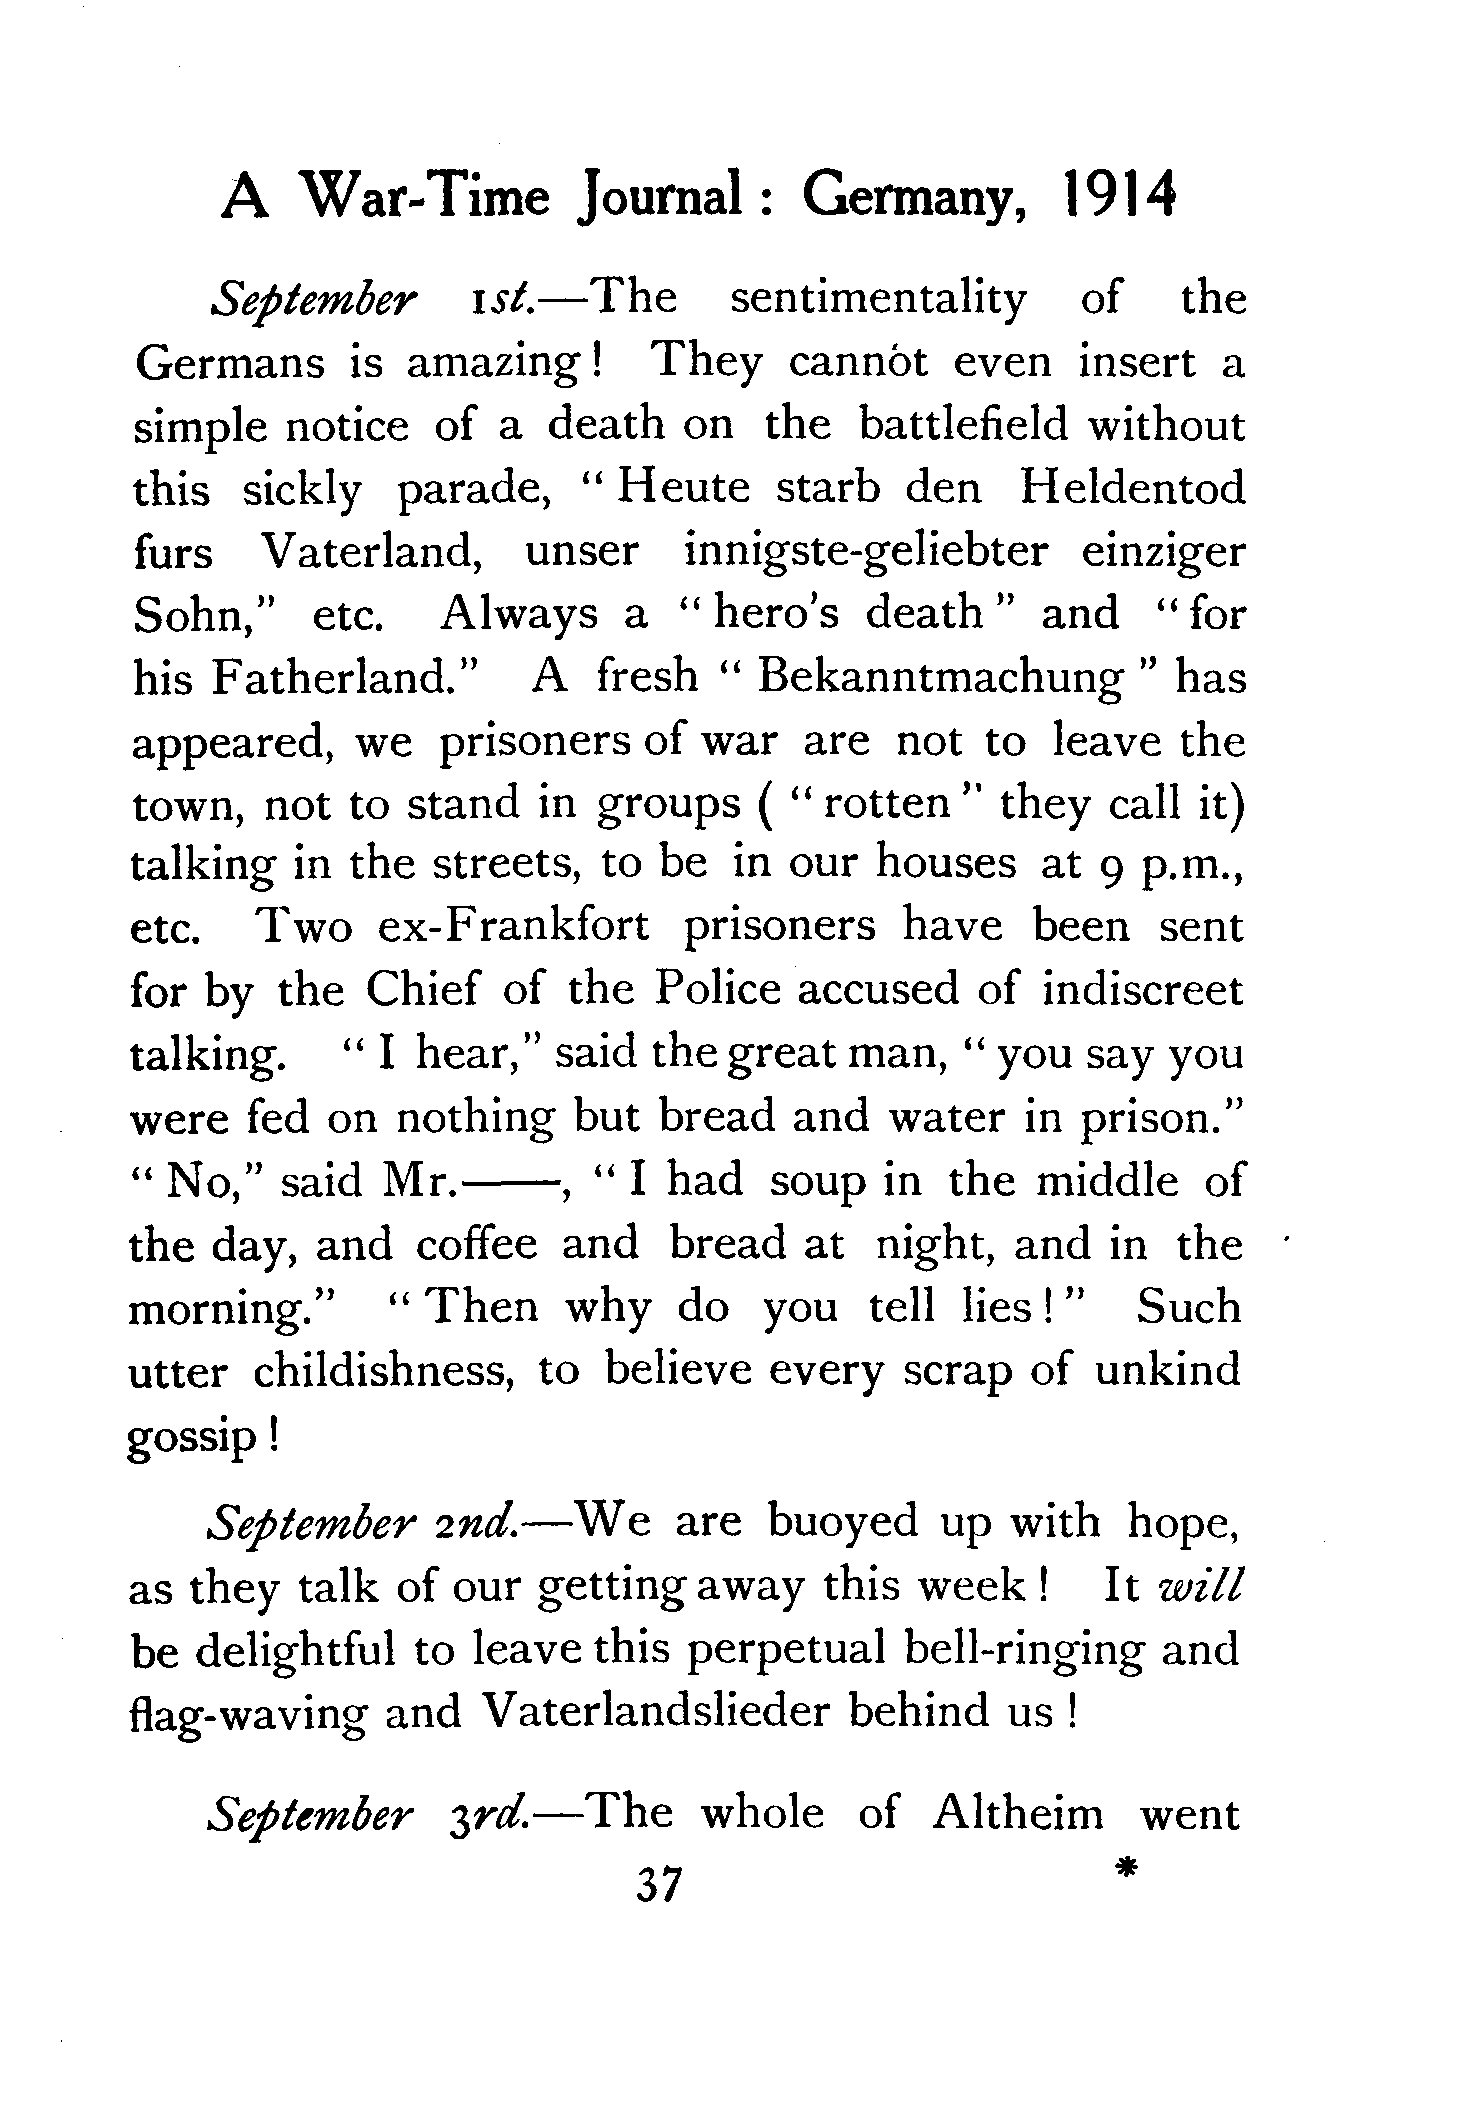 A War-Time Journal : Germany, 1914
September 1st.—The sentimentality of the
Germans is amazing ! They cannot even insert a
simple notice of a death on the battlefield without
this sickly parade, “ Heute starb den Heldentod
furs Vaterland, unser innigste-geliebter einziger
Sohn,” etc. Always a “ hero’s death ” and “ for
his Fatherland.” A fresh “ Bekanntmachung ” has
appeared, we prisoners of war are not to leave the
town, not to stand in groups ( “ rotten ” they call it)
talking in the streets, to be in our houses at 9 p.m.,
etc. Two ex-Frankfort prisoners have been sent
for by the Chief of the Police accused of indiscreet
talking. “ I hear,” said the great man, “ you say you
were fed on nothing but bread and water in prison.”
“ No,” said Mr.——, “ I had soup in the middle of
the day, and coffee and bread at night, and in the
morning.” “ Then why do you tell lies ! ” Such
utter childishness, to believe every scrap of unkind
gossip !
September 2nd.—We are buoyed up with hope,
as they talk of our getting away this week ! It will
be delightful to leave this perpetual bell-ringing and
flag-waving and Vaterlandslieder behind us !
September 3rd.—The whole of Altheim went
37 *